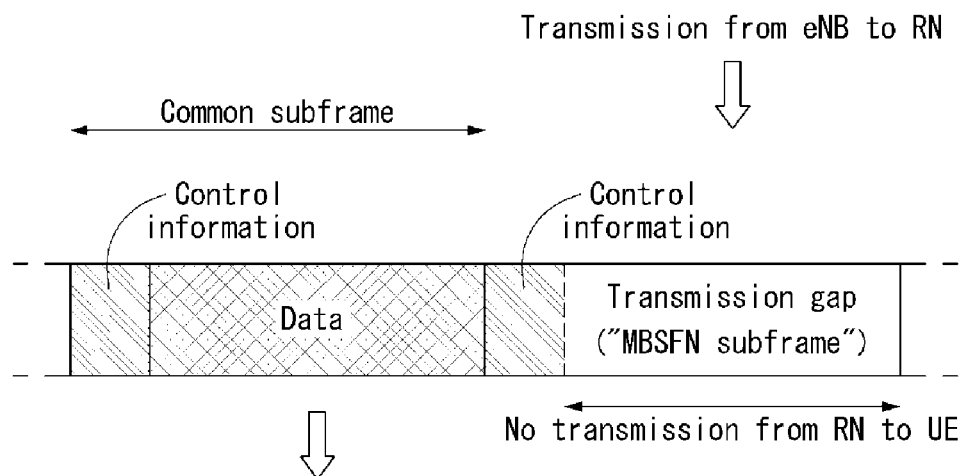 Transmission from eNB to RN
Common subframe
Control
information
Control
information
Data
Transmission gap
("MBSFN subframe")
No transmission from RN to UE